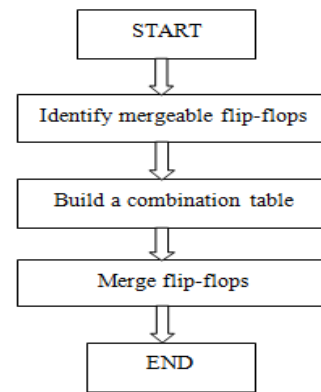 START
Identify mergeable flip-flops
Build a combination table
Merge flip-flops
END